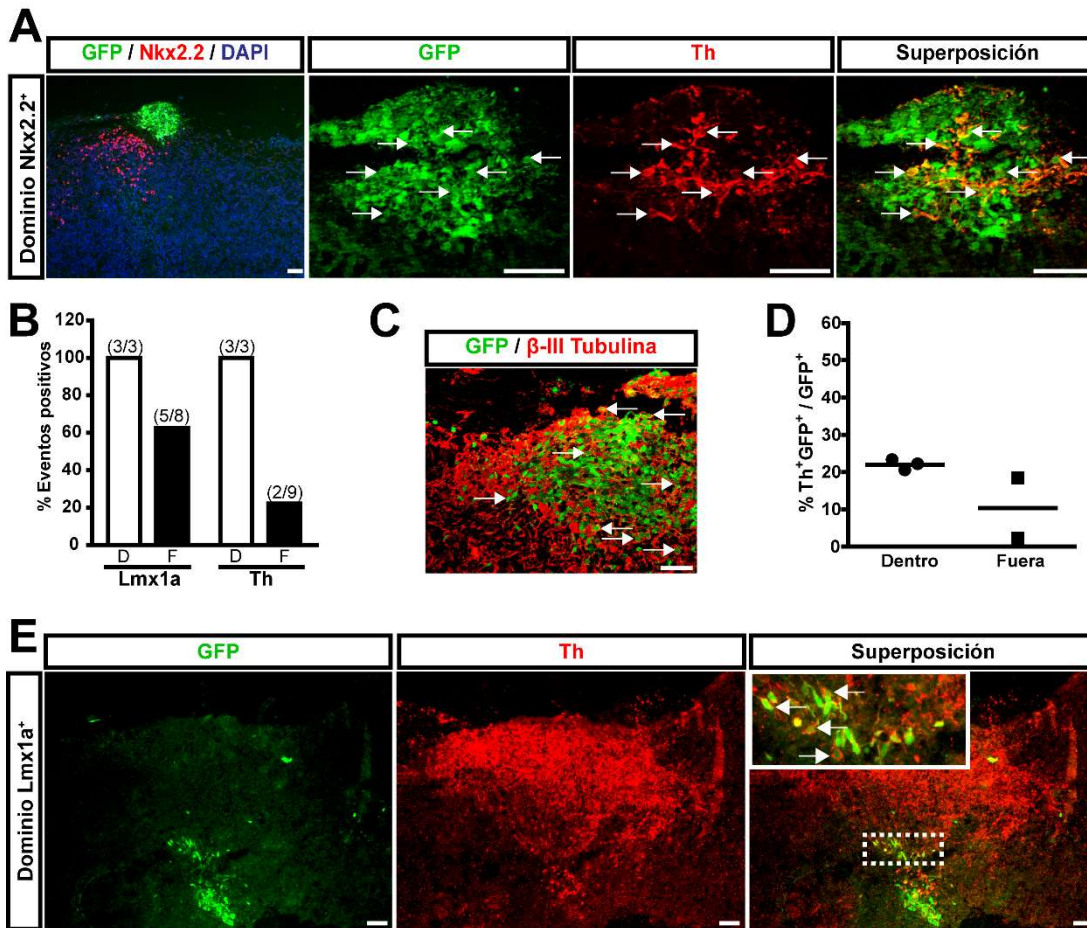 A
GFP / Nkx2.2 / DAPI
GFP
Th
Superposición
Dominio Nkx2.2⁺
B
% Eventos positivos
120
100
80
60
40
20
0
(3/3)
(5/8)
(3/3)
(2/9)
D F D F
Lmx1a Th
C
GFP / β-III Tubulina
D
% Th⁺GFP⁺ / GFP⁺
60
50
40
30
20
10
0
Dentro Fuera
E
GFP
Th
Superposición
Dominio Lmx1a⁺